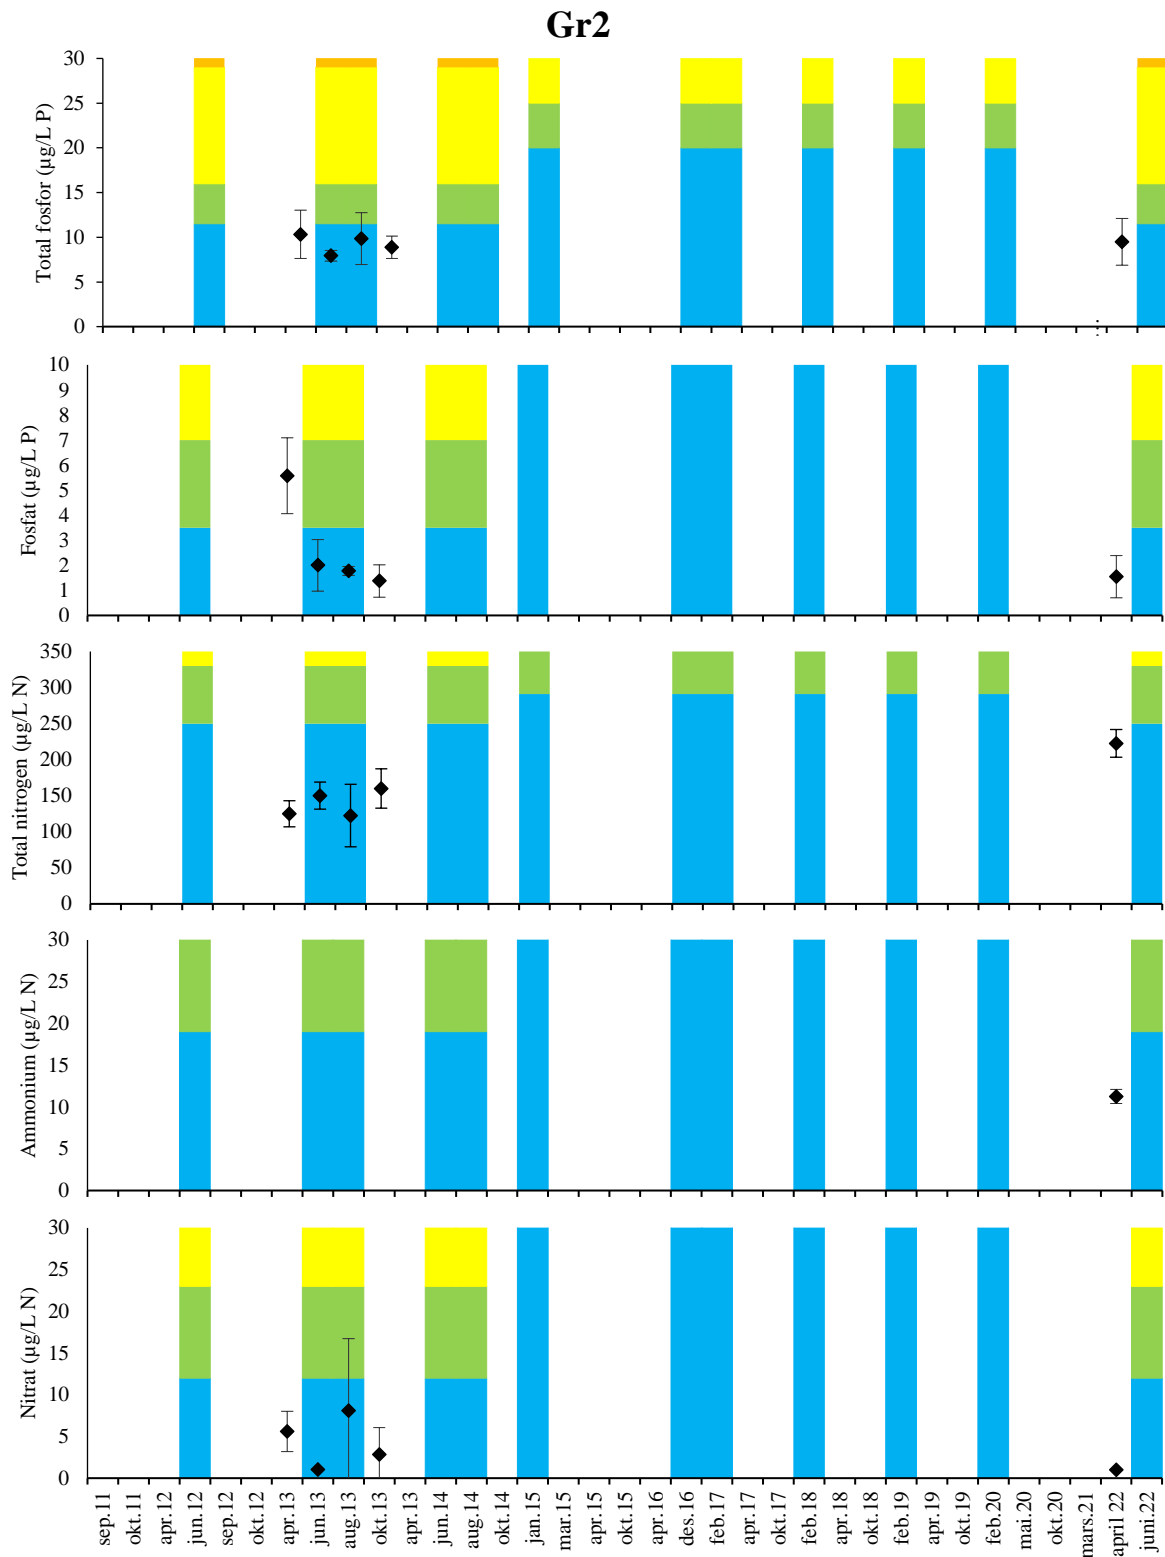 Gr2
Total fosfor (µg/L P)
30
25
20
15
10
5
0
Fosfat (µg/L P)
10
9
8
7
6
5
4
3
2
1
0
Total nitrogen (µg/L N)
350
300
250
200
150
100
50
0
Ammonium (µg/L N)
30
25
20
15
10
5
0
Nitrat (µg/L N)
30
25
20
15
10
5
0
sep.11
okt.11
apr.12
jun.12
sep.12
okt.12
apr.13
jun.13
aug.13
okt.13
apr.13
jun.14
aug.14
okt.14
jan.15
mar.15
apr.15
okt.15
apr.16
des.16
feb.17
apr.17
okt.17
feb.18
apr.18
okt.18
feb.19
apr.19
okt.19
feb.20
mai.20
okt.20
mars.21
april 22
jun.22